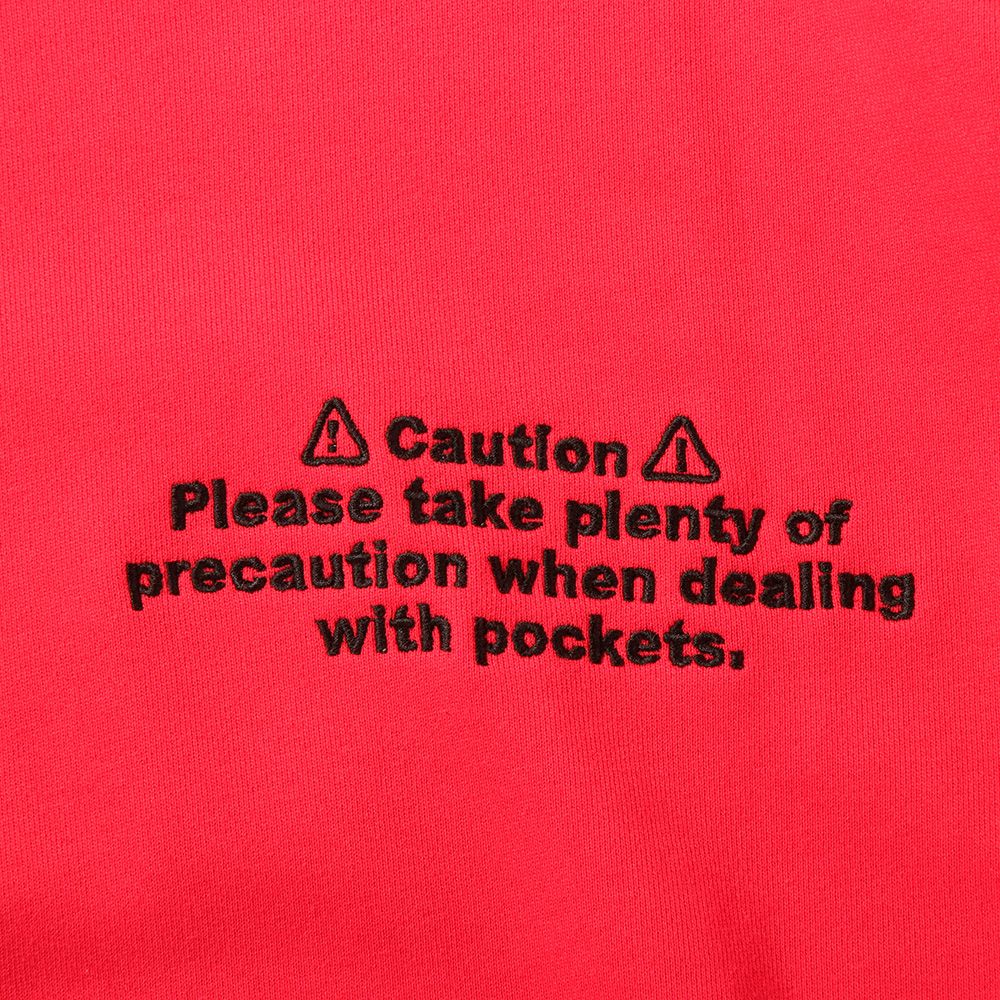 ⚠ Caution ⚠
Please take plenty of
precaution when dealing
with pockets.